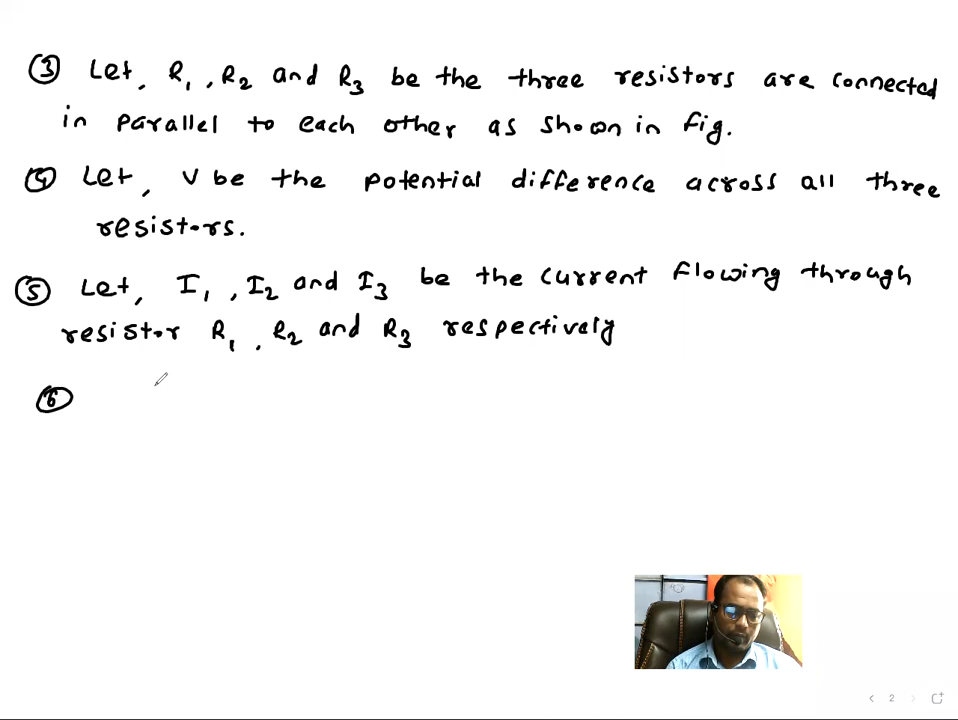 ③ Let, R1, R2 and R3 be the three resistors are connected
in parallel to each other as shown in fig.
④ Let, V be the potential difference across all three
resistors.
⑤ Let, I1, I2 and I3 be the current flowing through
resistor R1, R2 and R3 respectively
⑥
2